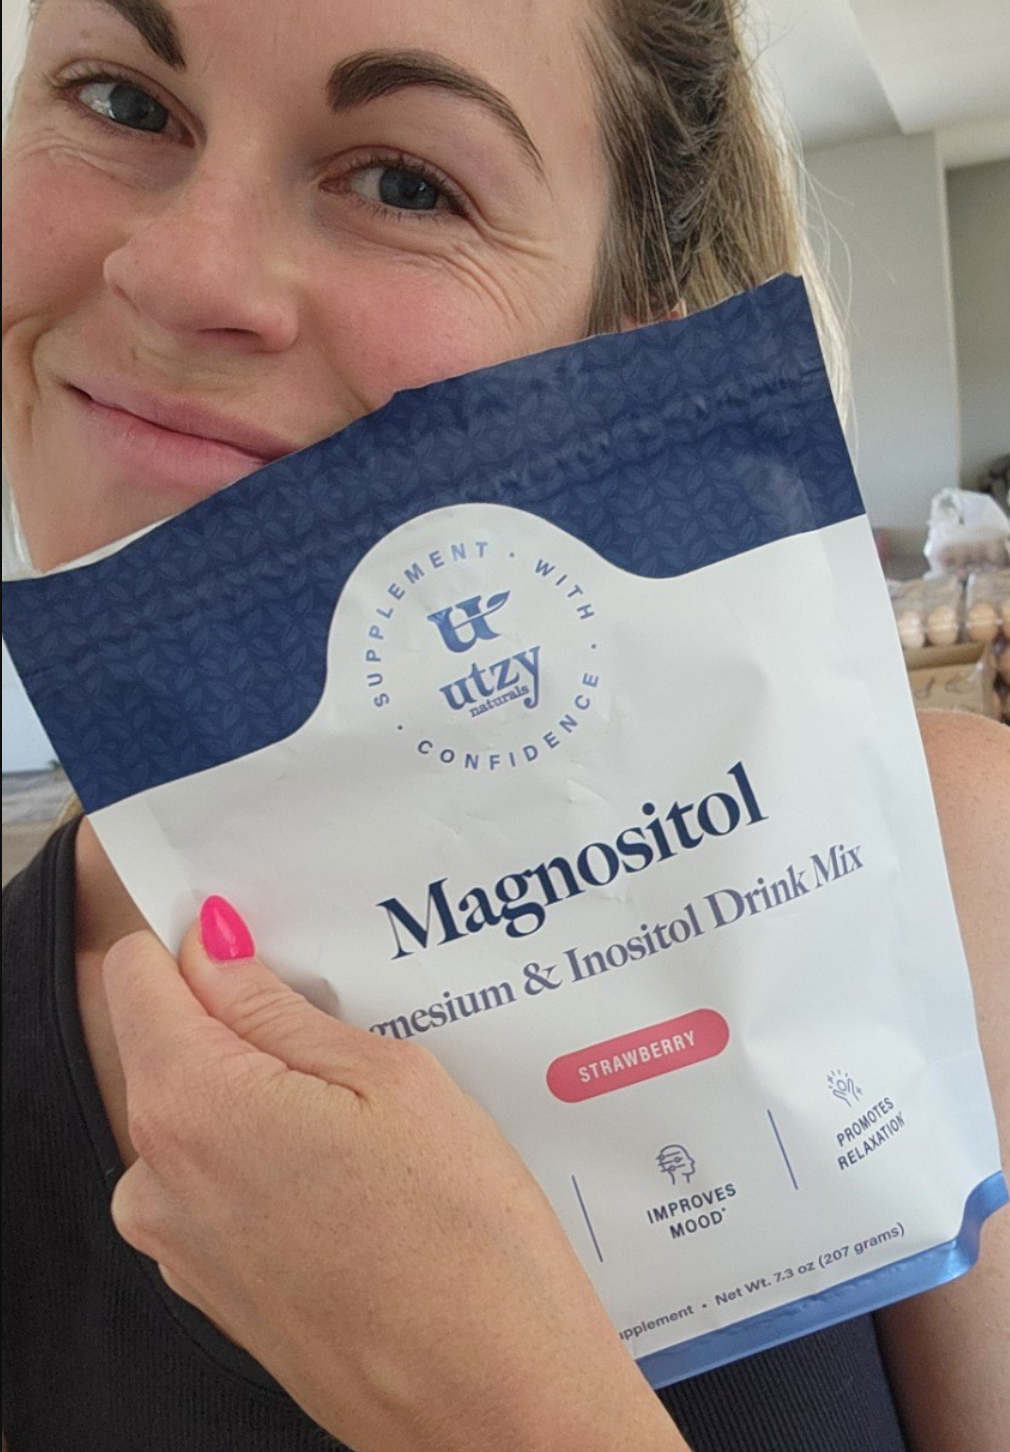 SUPPLEMENT · WITH · CONFIDENCE ·
u
utzy
naturals
Magnositol
gnesium & Inositol Drink Mix
STRAWBERRY
IMPROVES
MOOD*
PROMOTES
RELAXATION*
upplement • Net Wt. 7.3 oz (207 grams)